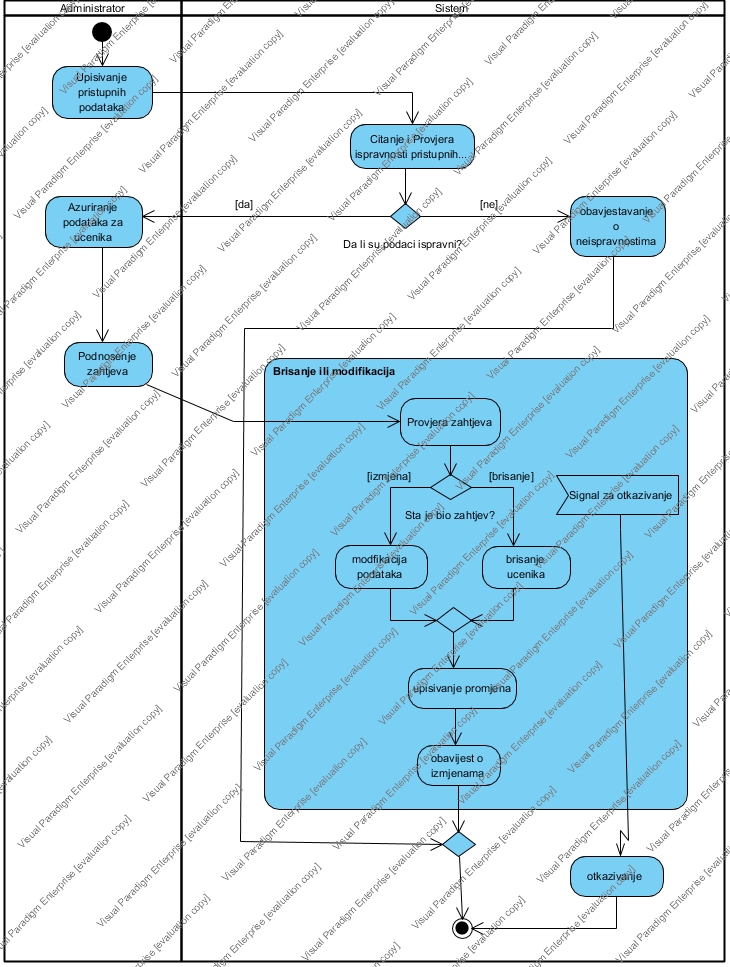 Administrator
Sistem
Upisivanje
pristupnih
podataka
Citanje i Provjera
ispravnosti pristupnih...
[da]
[ne]
Azuriranje
podataka za
ucenika
obavjestavanje
o
neispravnostima
Da li su podaci ispravni?
Podnosenje
zahtjeva
Brisanje ili modifikacija
Provjera zahtjeva
[izmjena]
[brisanje]
Signal za otkazivanje
Sta je bio zahtjev?
modfikacija
podataka
brisanje
ucenika
upisivanje promjena
obavijest o
izmjenama
otkazivanje
Visual Paradigm Enterprise [evaluation copy]